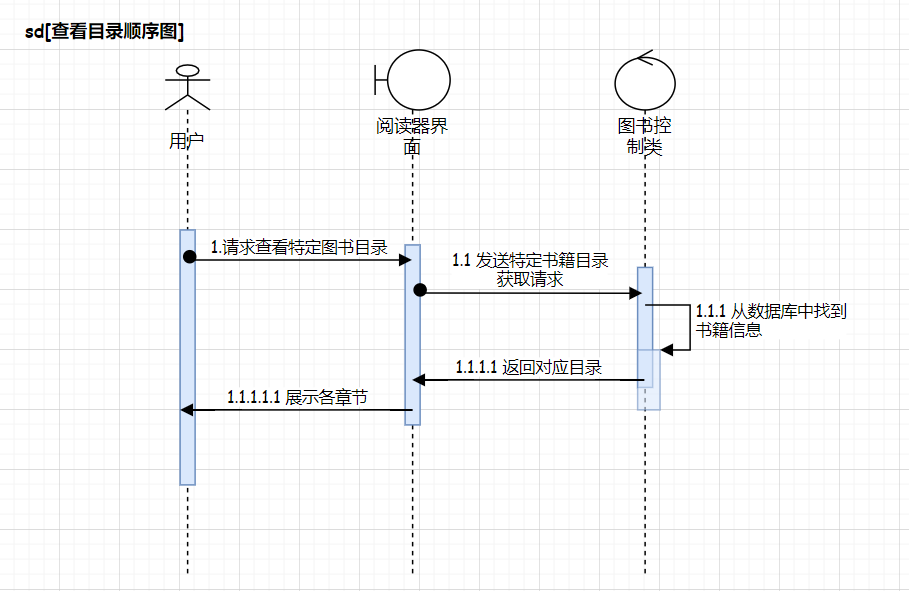 sd[查看目录顺序图]
用户
阅读器界
面
图书控
制类
1.请求查看特定图书目录
1.1 发送特定书籍目录
获取请求
1.1.1 从数据库中找到
书籍信息
1.1.1.1 返回对应目录
1.1.1.1.1 展示各章节